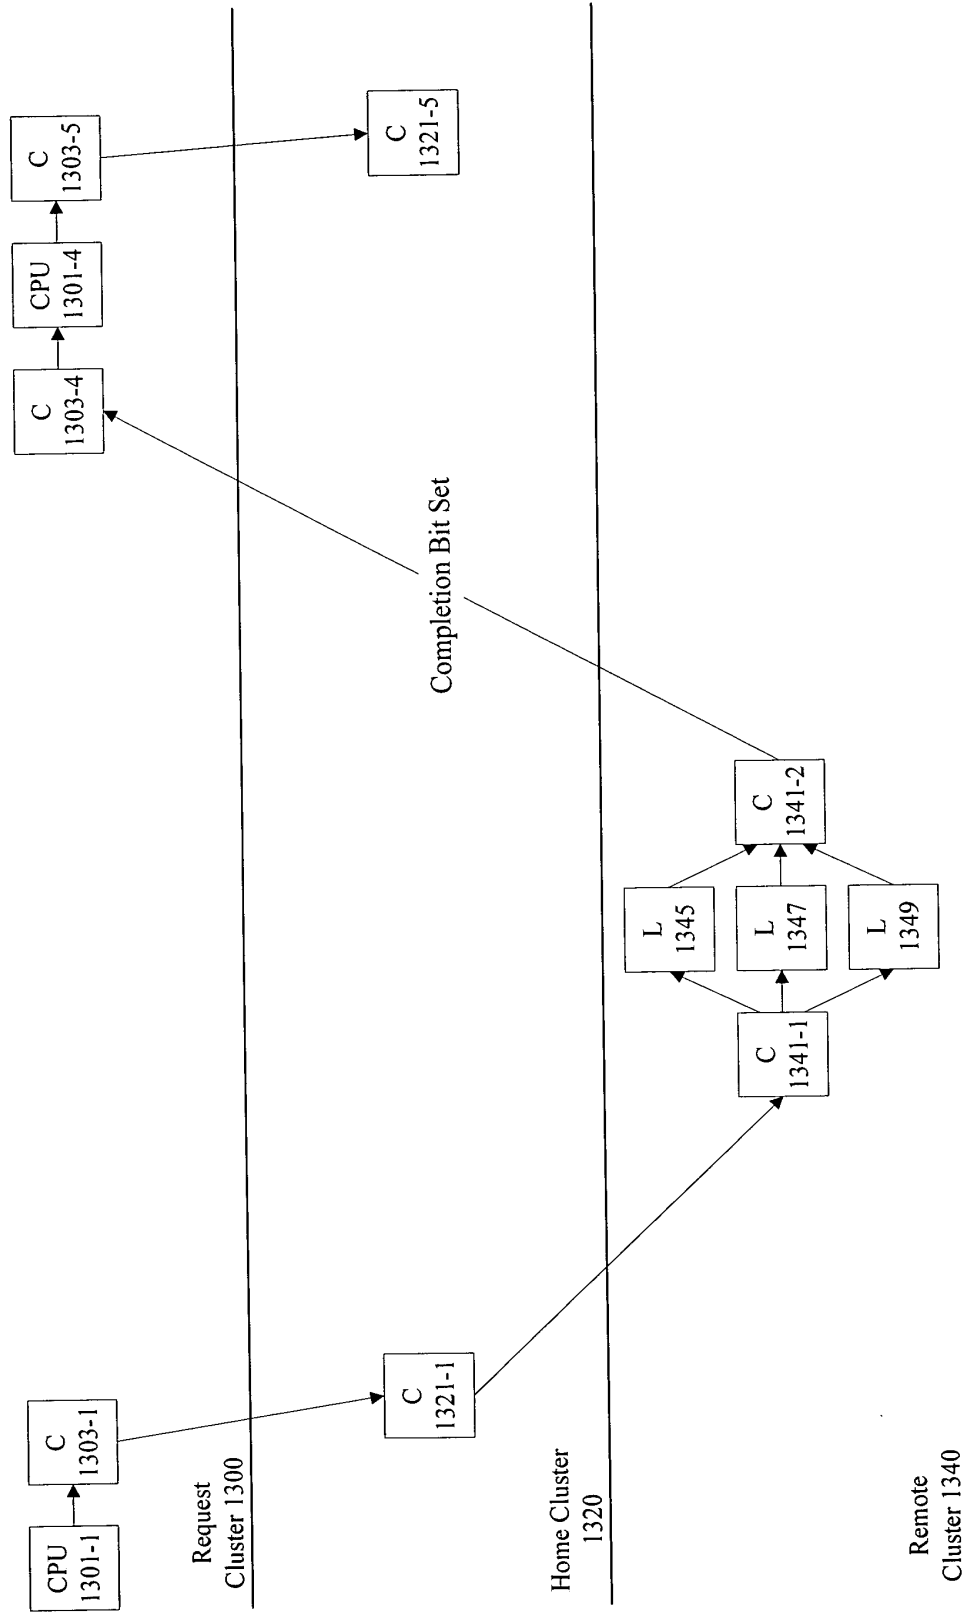 CPU
1301-1
C
1303-1
C
1303-4
CPU
1301-4
C
1303-5
Request
Cluster 1300
C
1321-1
Completion Bit Set
C
1321-5
Home Cluster
1320
C
1341-1
L
1345
L
1347
L
1349
C
1341-2
Remote
Cluster 1340